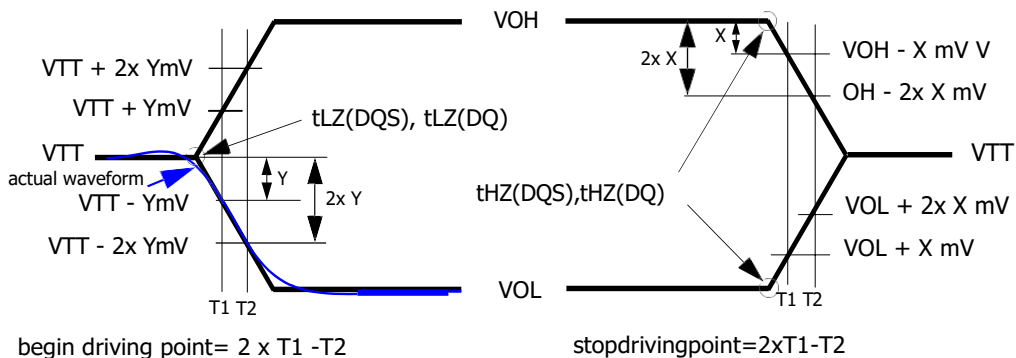 VOH
VTT + 2x YmV
VTT + YmV
VTT
actual waveform
VTT - YmV
VTT - 2x YmV
tLZ(DQS), tLZ(DQ)
Y
2x Y
T1 T2
VOL
begin driving point= 2 x T1 -T2
X
2x X
VOH - X mV V
OH - 2x X mV
VTT
tHZ(DQS),tHZ(DQ)
VOL + 2x X mV
VOL + X mV
T1 T2
stopdrivingpoint=2xT1-T2